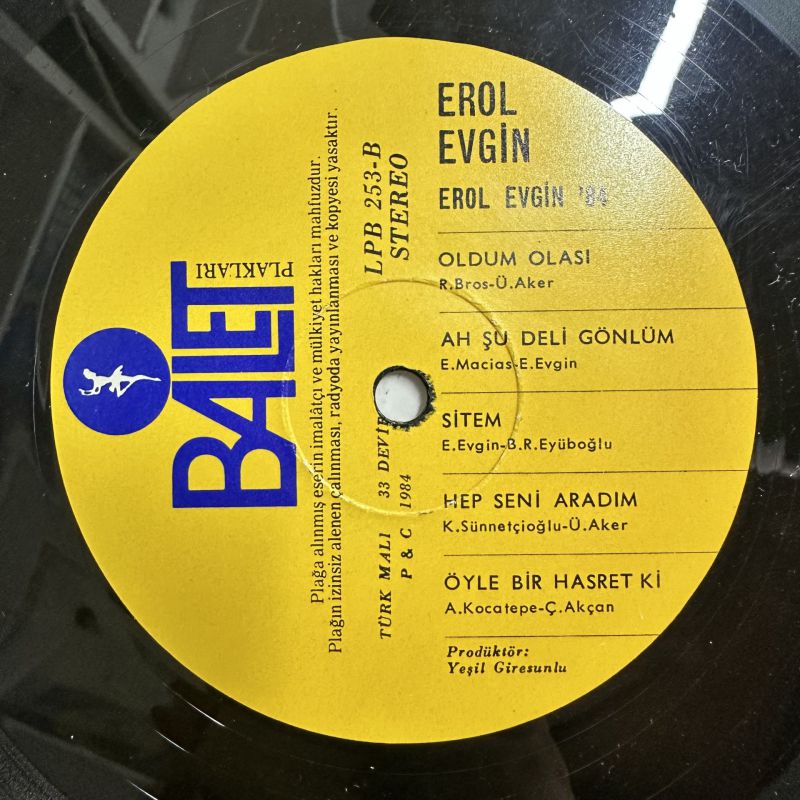 EROL
EVGİN
EROL EVGİN '84
OLDUM OLASI
R.Bros-Ü.Aker
AH ŞU DELİ GÖNLÜM
E.Macias-E.Evgin
SİTEM
E.Evgin-B.R.Eyüboğlu
HEP SENİ ARADIM
K.Sünnetçioğlu-Ü.Aker
ÖYLE BİR HASRET Kİ
A.Kocatepe-Ç.Akçan
Prodüktör:
Yeşil Giresunlu
BALET
PLAKLARI
Plağa alınmış eserin imalâtçı ve mülkiyet hakları mahfuzdur.
Plağın izinsiz alenen çalınması, radyoda yayınlanması ve kopyesi yasaktır.
LPB 253-B
STEREO
TÜRK MALI 33 DEVİR
P & C 1984